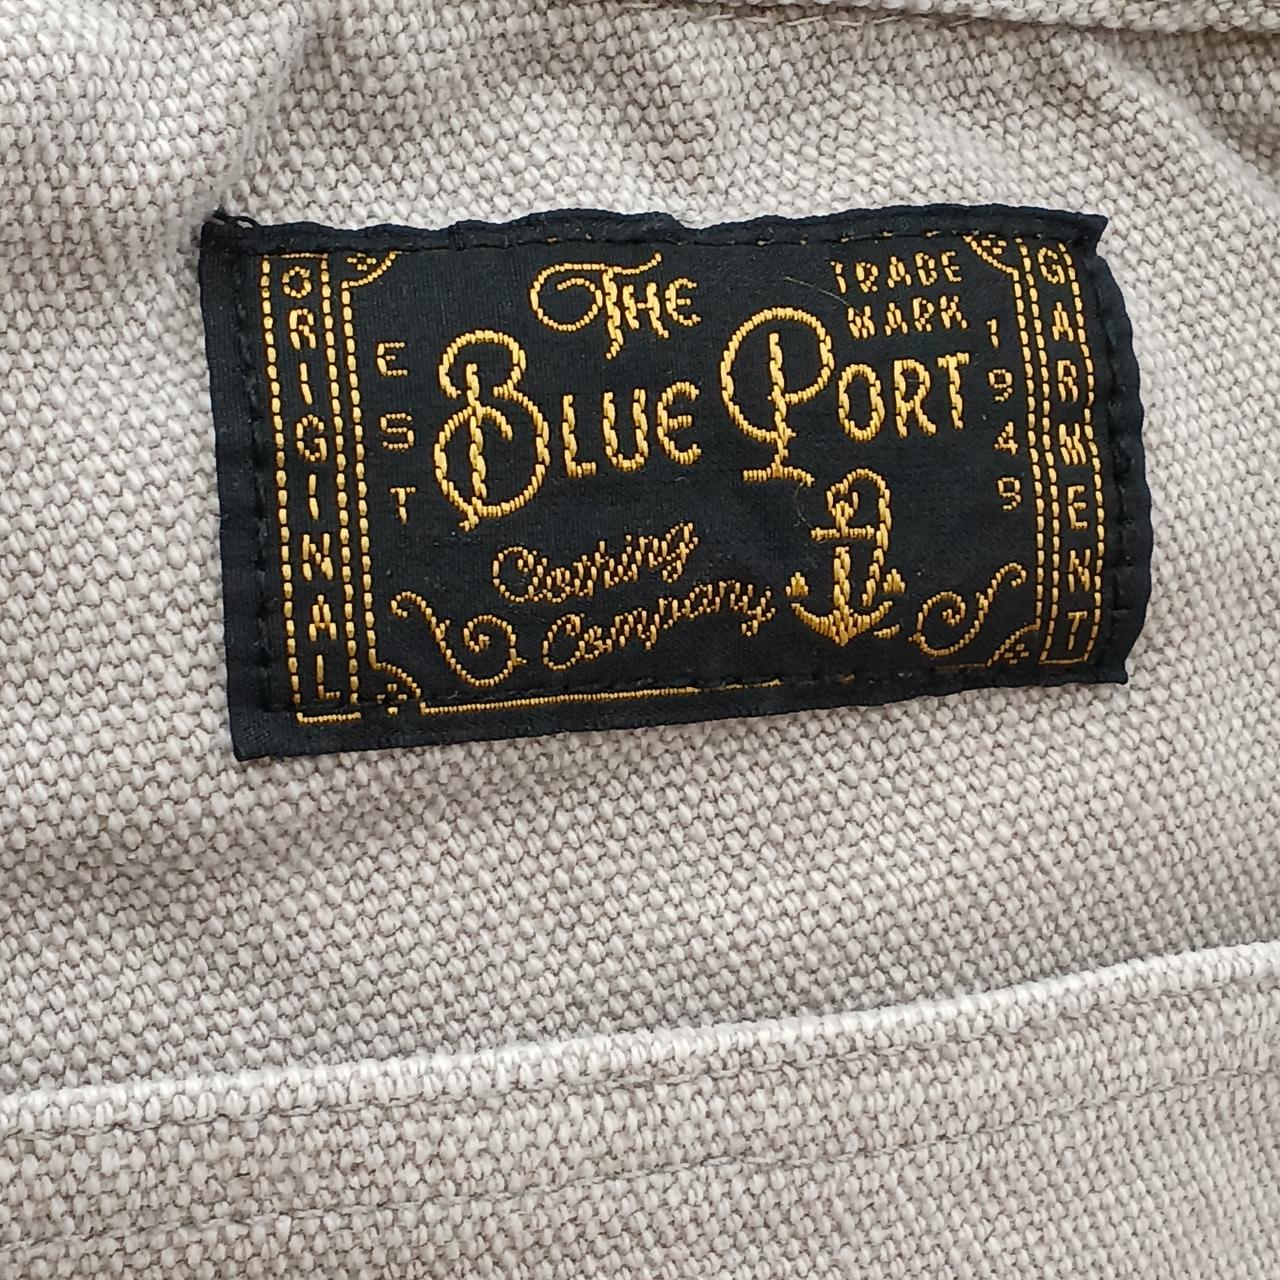 ORIGINAL
EST
THE
BLUE PORT
TRADE
MARK
Clothing
Company
1949
GARMENT